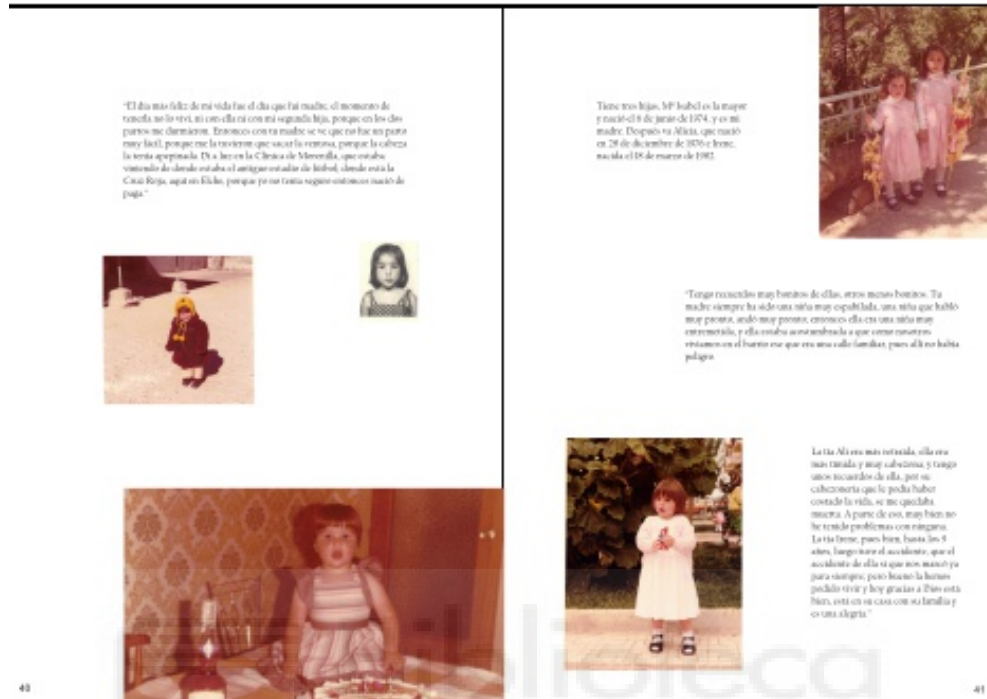 "El día más feliz de mi vida fue el día que fui madre, el momento de
tenerla no lo viví, ni con ella ni con mi segunda hija, porque en los dos
partos me durmieron. Entonces con tu madre se ve que no fue un parto
muy fácil, porque me la tuvieron que sacar la ventosa, porque la cabeza
la tenía apepinada. Di a luz en la Clínica de Morenilla, que estaba
viniendo de donde estaba el antiguo estadio de fútbol, donde está la
Cruz Roja, aquí en Elche, porque yo no tenía seguro entonces nació de
paga."
Tiene tres hijas, Mª Isabel es la mayor
y nació el 6 de junio de 1974, y es mi
madre. Después va Alicia, que nació
en 28 de diciembre de 1976 e Irene,
nacida el 18 de marzo de 1982.
"Tengo recuerdos muy bonitos de ellas, otros menos bonitos. Tu
madre siempre ha sido una niña muy espabilada, una niña que habló
muy pronto, andó muy pronto, entonces ella era una niña muy
entremetida, y ella estaba acostumbrada a que como nosotros
vivíamos en el barrio ese que era una calle familiar, pues allí no había
peligro.
La tía Ali era más retraída, ella era
más tímida y muy cabezona, y tengo
unos recuerdos de ella, por su
cabezonería que le podía haber
costado la vida, se me quedaba
muerta. A parte de eso, muy bien no
he tenido problemas con ninguna.
La tía Irene, pues bien, hasta los 9
años, luego tuvo el accidente, que el
accidente de ella sí que nos marcó ya
para siempre, pero bueno la hemos
podido vivir y hoy gracias a Dios está
bien, está en su casa con su familia y
es una alegría."
40
41
biblioteca